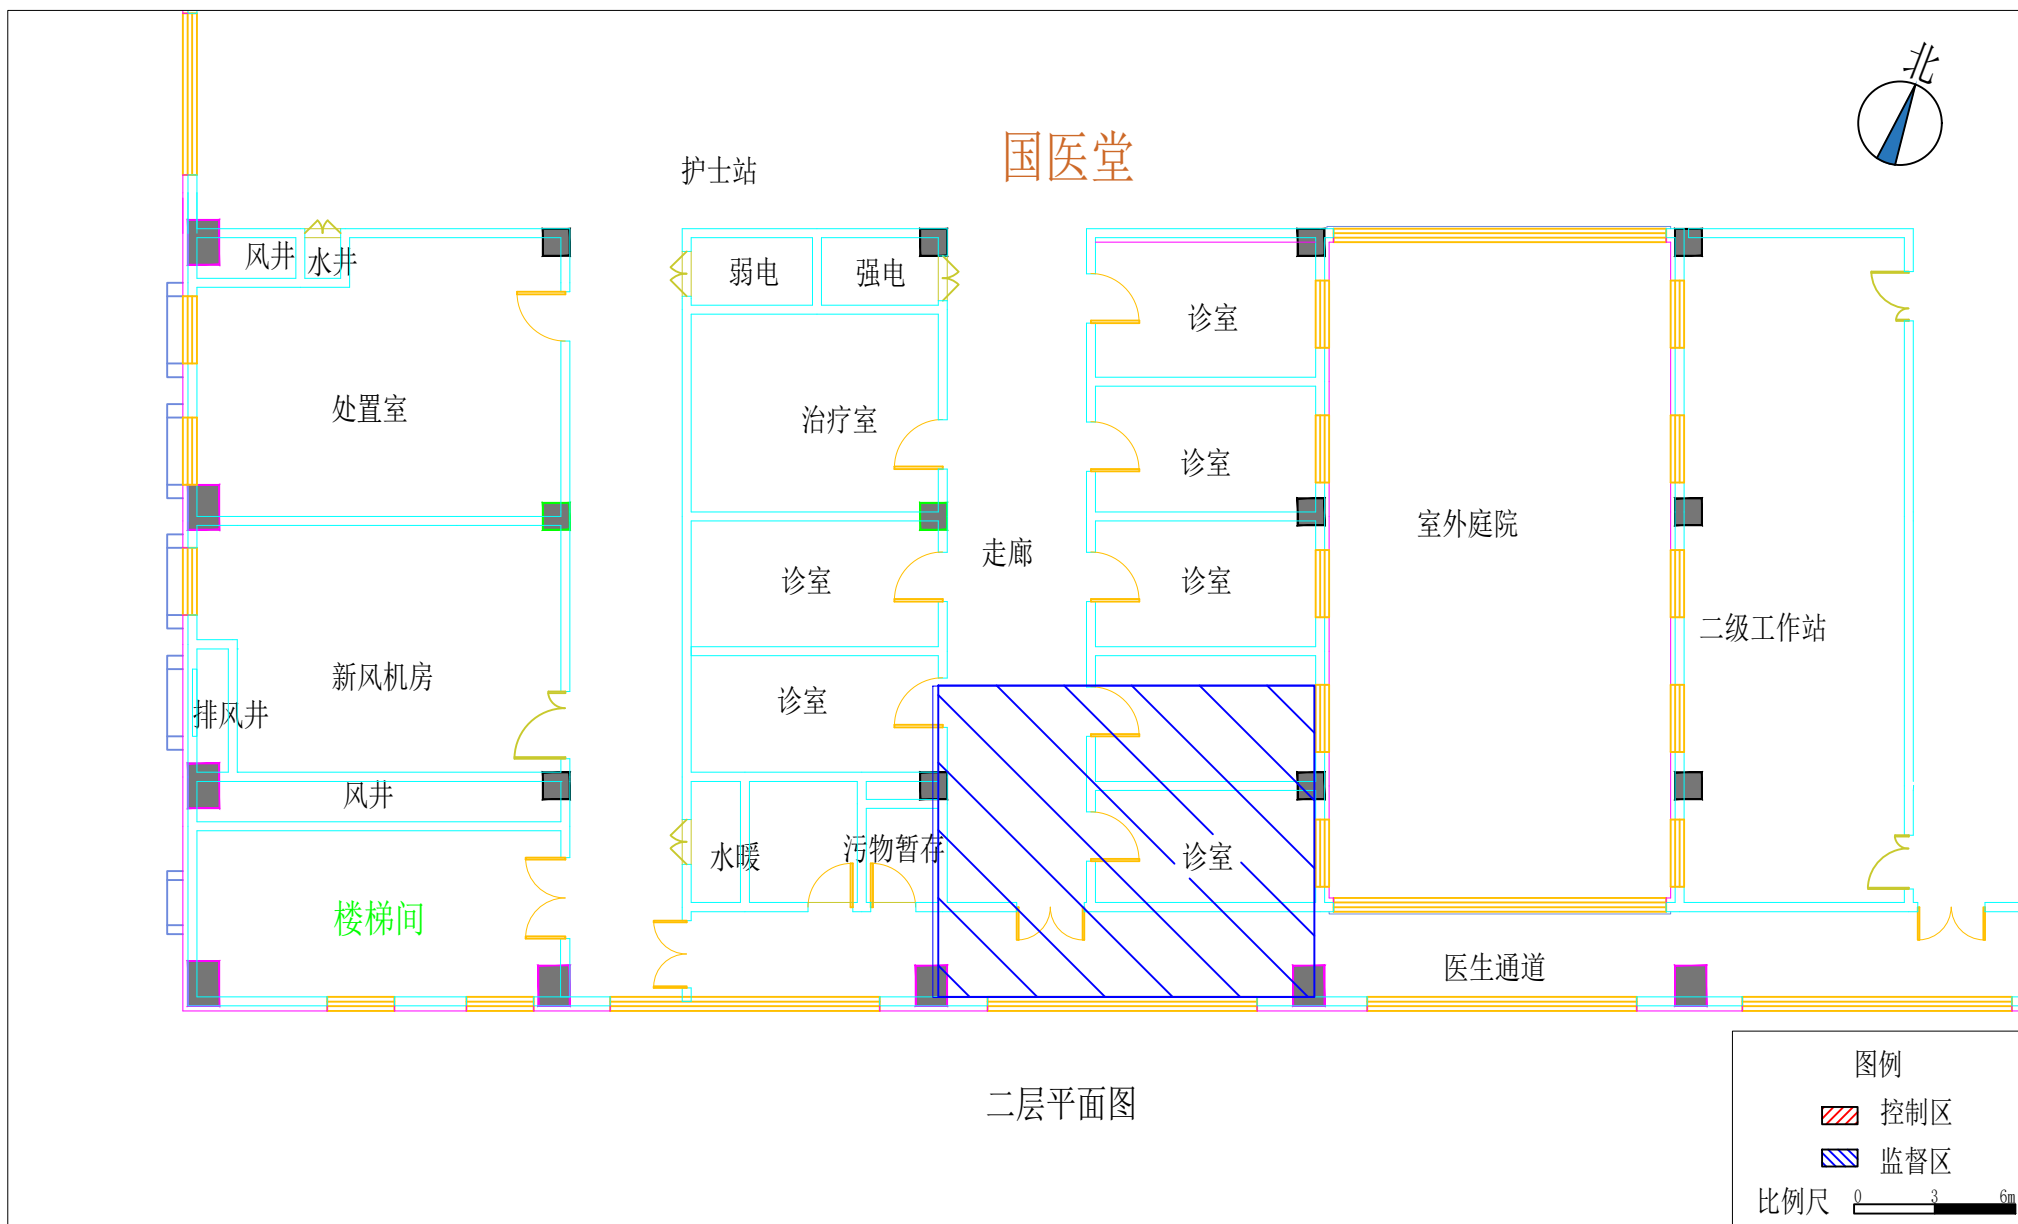 北
国医堂
护士站
风井
水井
弱电
强电
诊室
处置室
治疗室
诊室
室外庭院
走廊
诊室
诊室
二级工作站
新风机房
诊室
排风井
风井
水暖
污物暂存
诊室
楼梯间
医生通道
二层平面图
图例
控制区
监督区
比例尺 0 3 6m